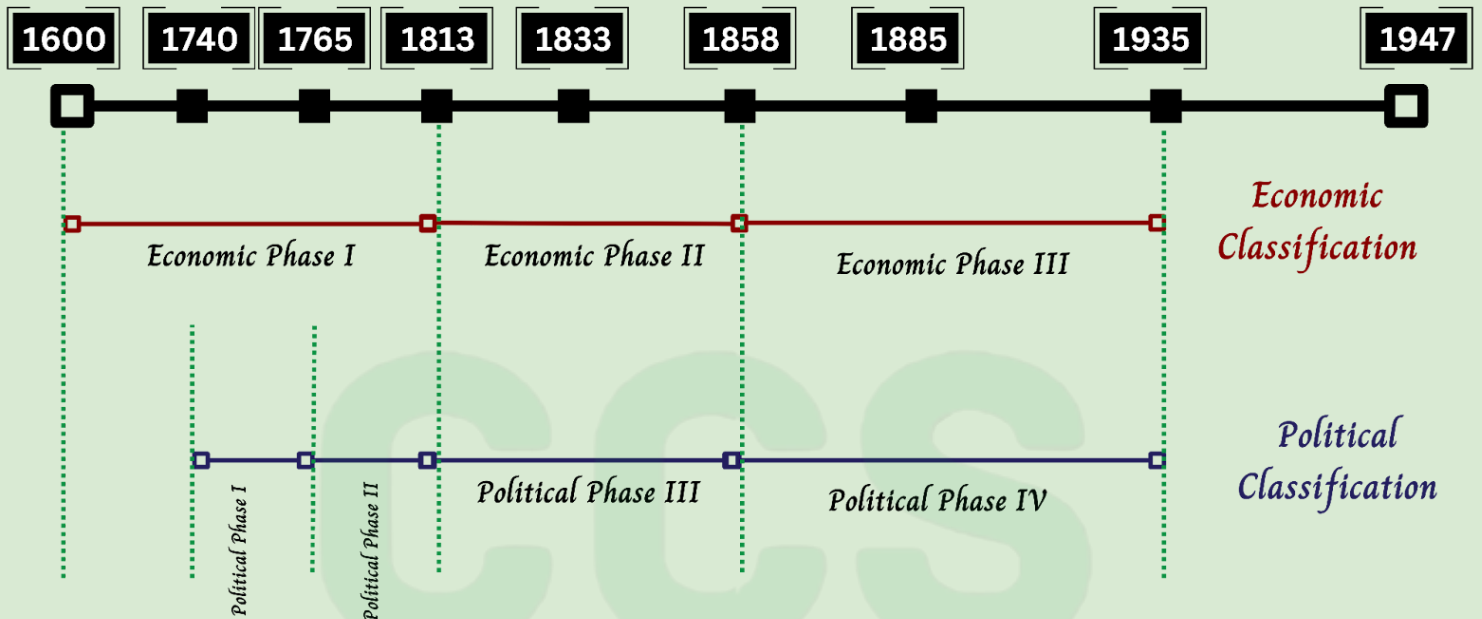 1600 1740 1765 1813 1833 1858 1885 1935 1947
Economic
Classification
Economic Phase I
Economic Phase II
Economic Phase III
Political
Classification
Political Phase I
Political Phase II
Political Phase III
Political Phase IV
CCS